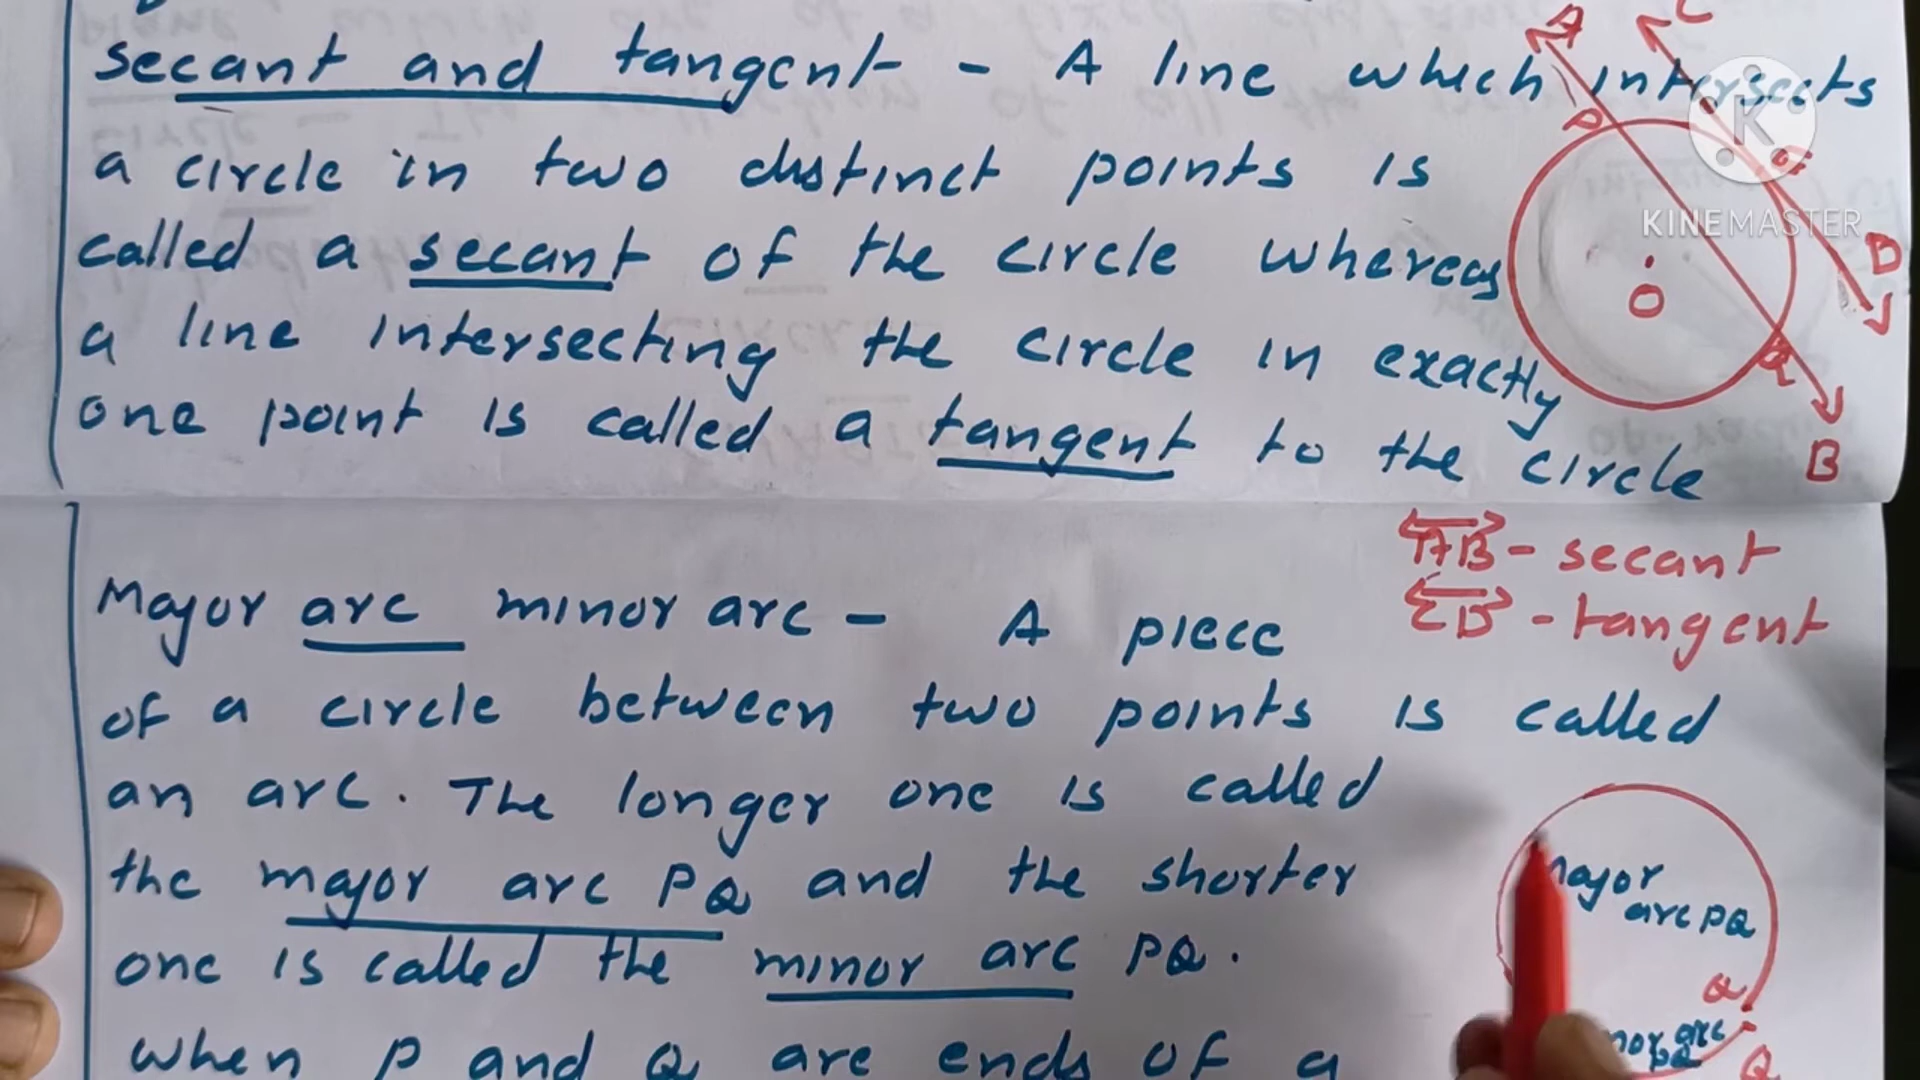 secant and tangent - A line which intersects
a circle in two distinct points is
called a secant of the circle whereas
a line intersecting the circle in exactly
one point is called a tangent to the circle
A
C
P
K
KINEMASTER
D
O
Q
B
AB - secant
CD - tangent
Major arc minor arc - A piece
of a circle between two points is called
an arc. The longer one is called
the major arc PQ and the shorter
one is called the minor arc PQ.
when P and Q are ends of a
major
arc PQ
Q
arc
PQ
Q